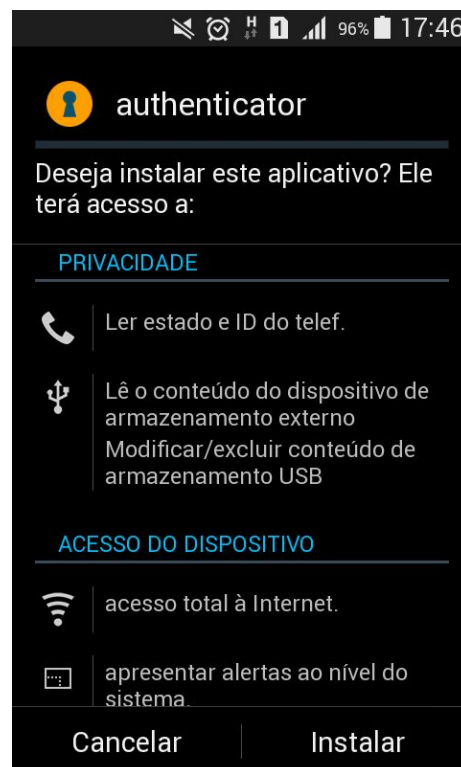 H 1 96% 17:46
authenticator
Deseja instalar este aplicativo? Ele
terá acesso a:
PRIVACIDADE
Ler estado e ID do telef.
Lê o conteúdo do dispositivo de
armazenamento externo
Modificar/excluir conteúdo de
armazenamento USB
ACESSO DO DISPOSITIVO
acesso total à Internet.
apresentar alertas ao nível do
sistema.
Cancelar Instalar